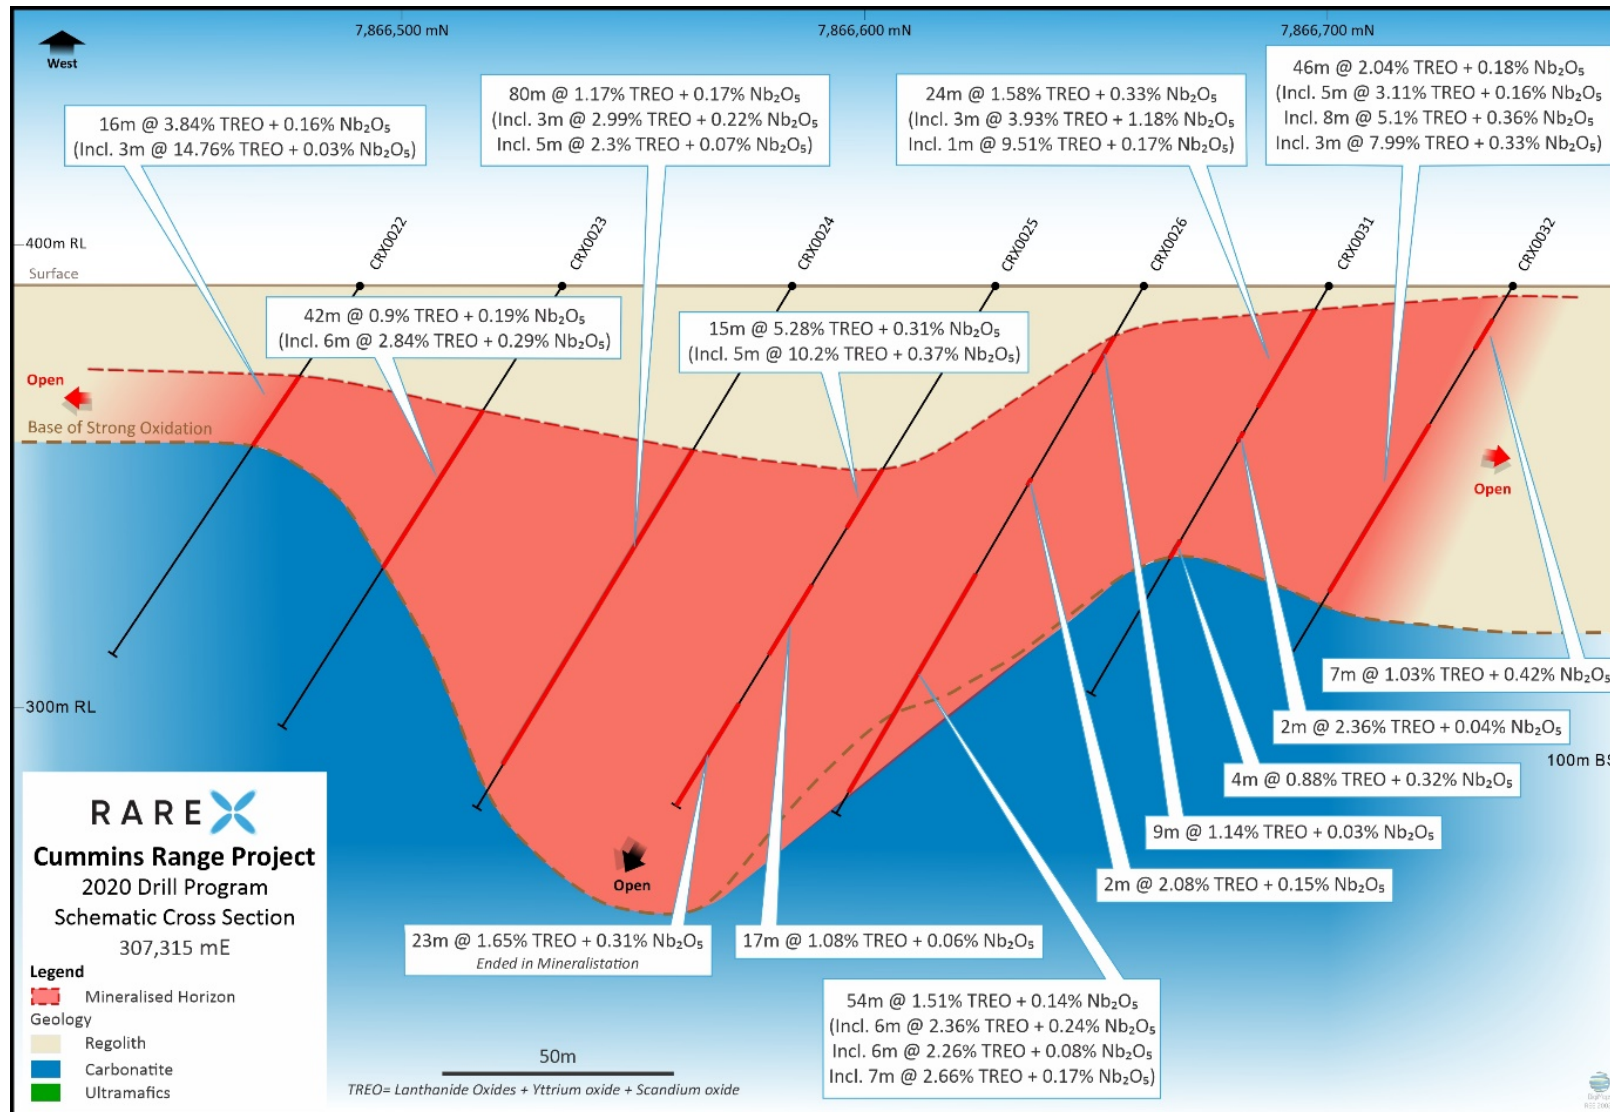 7,866,500 mN
7,866,600 mN
7,866,700 mN
West
16m @ 3.84% TREO + 0.16% Nb₂O₅
(Incl. 3m @ 14.76% TREO + 0.03% Nb₂O₅)
80m @ 1.17% TREO + 0.17% Nb₂O₅
(Incl. 3m @ 2.99% TREO + 0.22% Nb₂O₅
Incl. 5m @ 2.3% TREO + 0.07% Nb₂O₅)
24m @ 1.58% TREO + 0.33% Nb₂O₅
(Incl. 3m @ 3.93% TREO + 1.18% Nb₂O₅
Incl. 1m @ 9.51% TREO + 0.17% Nb₂O₅)
46m @ 2.04% TREO + 0.18% Nb₂O₅
(Incl. 5m @ 3.11% TREO + 0.16% Nb₂O₅
Incl. 8m @ 5.1% TREO + 0.36% Nb₂O₅
Incl. 3m @ 7.99% TREO + 0.33% Nb₂O₅)
400m RL
Surface
CRX0022
CRX0023
CRX0024
CRX0025
CRX0026
CRX0031
CRX0032
42m @ 0.9% TREO + 0.19% Nb₂O₅
(Incl. 6m @ 2.84% TREO + 0.29% Nb₂O₅)
15m @ 5.28% TREO + 0.31% Nb₂O₅
(Incl. 5m @ 10.2% TREO + 0.37% Nb₂O₅)
Open
Base of Strong Oxidation
Open
7m @ 1.03% TREO + 0.42% Nb₂O₅
300m RL
2m @ 2.36% TREO + 0.04% Nb₂O₅
100m BS
4m @ 0.88% TREO + 0.32% Nb₂O₅
9m @ 1.14% TREO + 0.03% Nb₂O₅
2m @ 2.08% TREO + 0.15% Nb₂O₅
Open
23m @ 1.65% TREO + 0.31% Nb₂O₅
Ended in Mineralistation
17m @ 1.08% TREO + 0.06% Nb₂O₅
54m @ 1.51% TREO + 0.14% Nb₂O₅
(Incl. 6m @ 2.36% TREO + 0.24% Nb₂O₅
Incl. 6m @ 2.26% TREO + 0.08% Nb₂O₅
Incl. 7m @ 2.66% TREO + 0.17% Nb₂O₅)
RAREX
Cummins Range Project
2020 Drill Program
Schematic Cross Section
307,315 mE
Legend
Mineralised Horizon
Geology
Regolith
Carbonatite
Ultramafics
50m
TREO= Lanthanide Oxides + Yttrium oxide + Scandium oxide